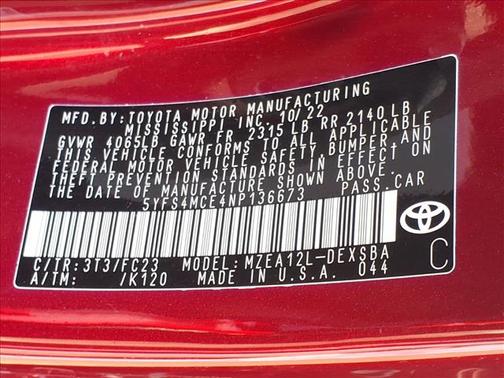 MFD. BY: TOYOTA MOTOR MANUFACTURING
MISSISSIPPI, INC. 10/22
GVWR 4065LB GAWR FR 2315 LB RR 2140LB
THIS VEHICLE CONFORMS TO ALL APPLICABLE
FEDERAL MOTOR VEHICLE SAFETY, BUMPER, AND
THEFT PREVENTION STANDARDS IN EFFECT ON
THE DATE OF MANUFACTURE SHOWN ABOVE.
5YFS4MCE4NP136673 PASS.CAR
C/TR: 3T3/FC23 MODEL: MZEA12L-DEXSBA
A/TM: /K120 MADE IN U.S.A. 044
C